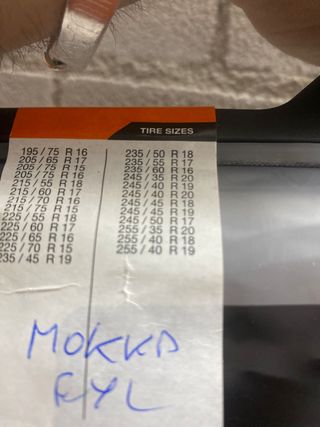 TIRE SIZES
195 / 75 R 16
205 / 65 R 17
205 / 75 R 15
205 / 75 R 16
215 / 55 R 18
215 / 60 R 17
215 / 70 R 16
215 / 75 R 15
225 / 55 R 18
225 / 60 R 17
225 / 65 R 16
225 / 70 R 15
235 / 45 R 19
235 / 50 R 18
235 / 55 R 17
235 / 60 R 16
245 / 35 R 20
245 / 40 R 19
245 / 40 R 20
245 / 45 R 18
245 / 45 R 19
245 / 50 R 17
255 / 35 R 20
255 / 40 R 18
255 / 40 R 19
MOKKA